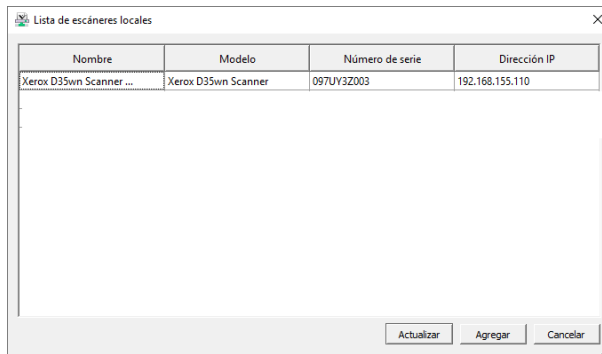 Lista de escáneres locales
Nombre Modelo Número de serie Dirección IP
Xerox D35wn Scanner ... Xerox D35wn Scanner 097UY3Z003 192.168.155.110
Actualizar Agregar Cancelar